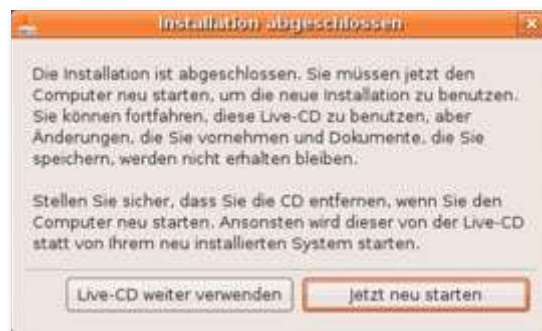 Installation abgeschlossen
Die Installation ist abgeschlossen. Sie müssen jetzt den
Computer neu starten, um die neue Installation zu benutzen.
Sie können fortfahren, diese Live-CD zu benutzen, aber
Änderungen, die Sie vornehmen und Dokumente, die Sie
speichern, werden nicht erhalten bleiben.
Stellen Sie sicher, dass Sie die CD entfernen, wenn Sie den
Computer neu starten. Ansonsten wird dieser von der Live-CD
statt von Ihrem neu installierten System starten.
Live-CD weiter verwenden
Jetzt neu starten